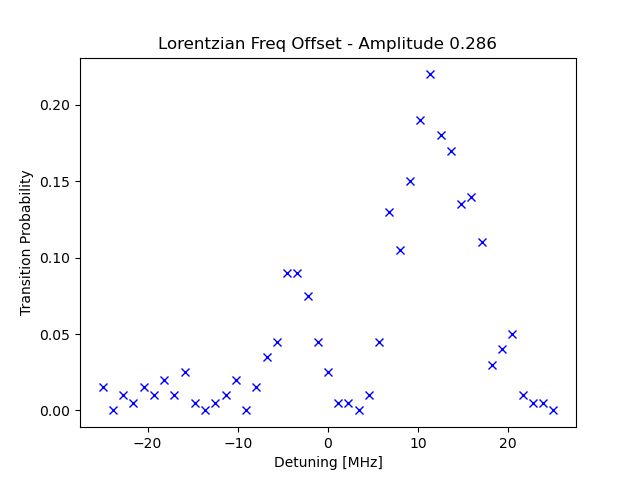 Lorentzian Freq Offset - Amplitude 0.286
Transition Probability
0.20
0.15
0.10
0.05
0.00
−20 −10 0 10 20
Detuning [MHz]